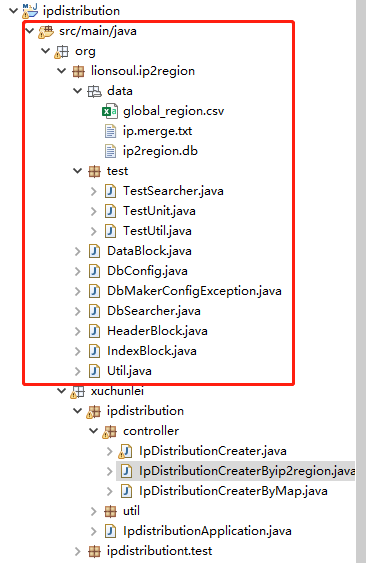 ipdistribution
src/main/java
org
lionsoul.ip2region
data
global_region.csv
ip.merge.txt
ip2region.db
test
TestSearcher.java
TestUnit.java
TestUtil.java
DataBlock.java
DbConfig.java
DbMakerConfigException.java
DbSearcher.java
HeaderBlock.java
IndexBlock.java
Util.java
xuchunlei
ipdistribution
controller
IpDistributionCreater.java
IpDistributionCreaterByip2region.java
IpDistributionCreaterByMap.java
util
IpdistributionApplication.java
ipdistributiont.test